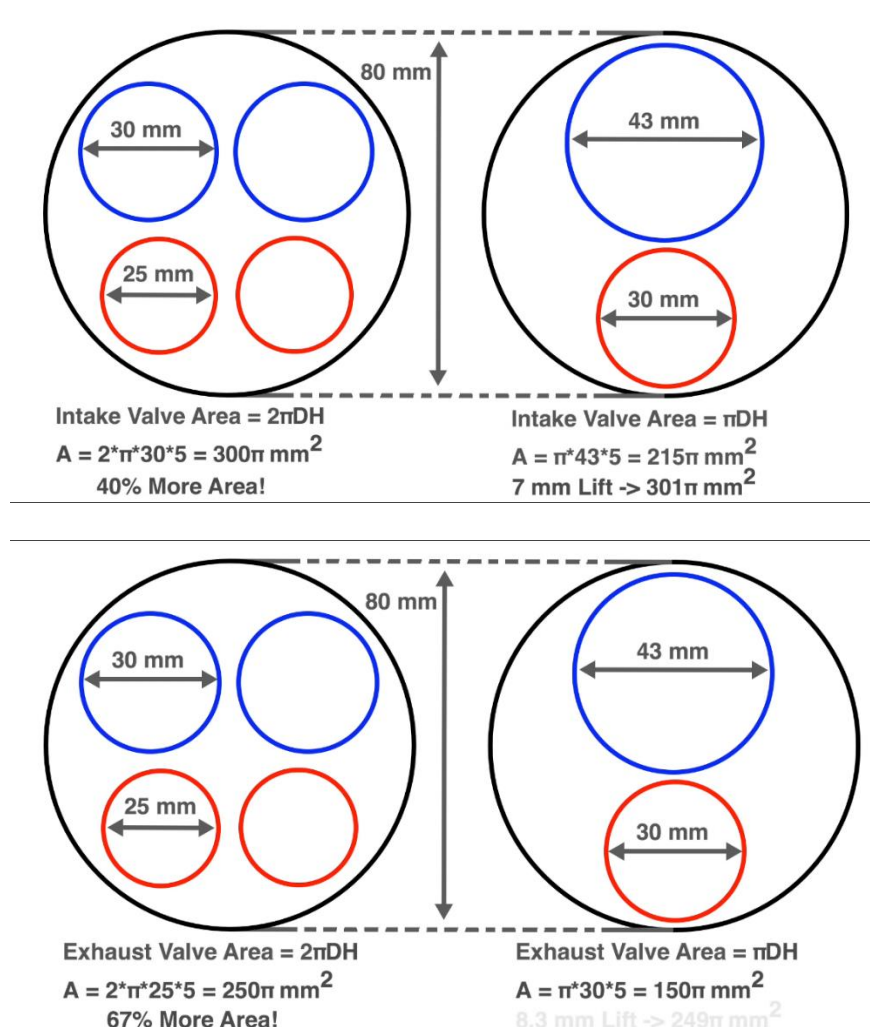 80 mm
30 mm
43 mm
25 mm
30 mm
Intake Valve Area = 2πDH
A = 2*π*30*5 = 300π mm²
40% More Area!
Intake Valve Area = πDH
A = π*43*5 = 215π mm²
7 mm Lift -> 301π mm²
80 mm
30 mm
43 mm
25 mm
30 mm
Exhaust Valve Area = 2πDH
A = 2*π*25*5 = 250π mm²
67% More Area!
Exhaust Valve Area = πDH
A = π*30*5 = 150π mm²
8.3 mm Lift -> 249π mm²